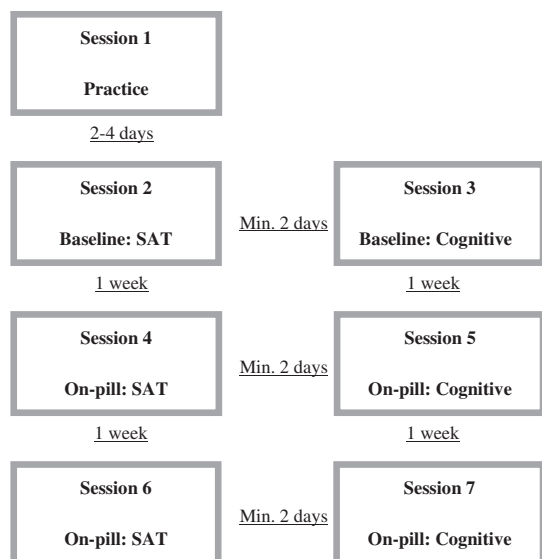 Session 1
Practice
2-4 days
Session 2
Baseline: SAT
Min. 2 days
Session 3
Baseline: Cognitive
1 week
1 week
Session 4
On-pill: SAT
Min. 2 days
Session 5
On-pill: Cognitive
1 week
1 week
Session 6
On-pill: SAT
Min. 2 days
Session 7
On-pill: Cognitive